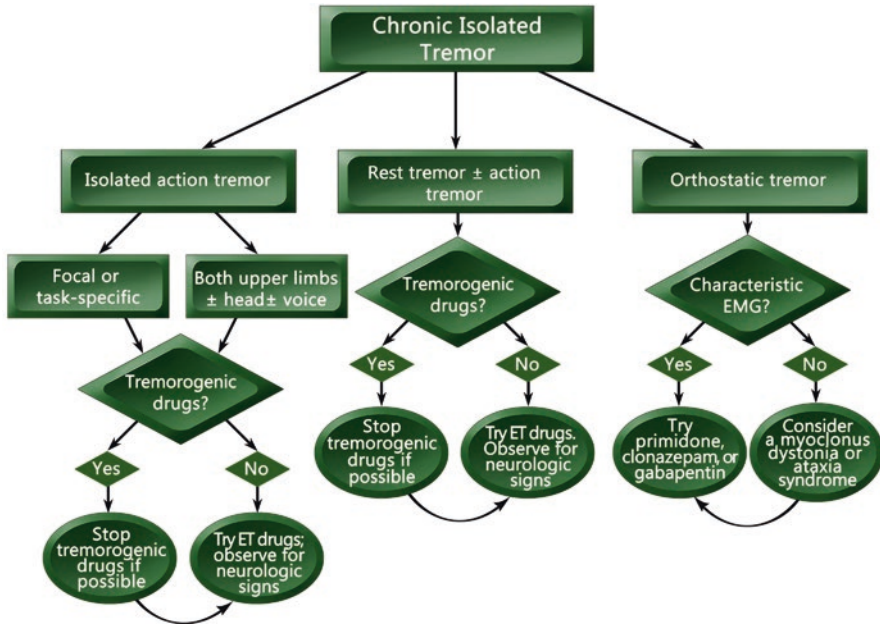 Chronic Isolated
Tremor
Isolated action tremor
Rest tremor ± action
tremor
Orthostatic tremor
Focal or
task-specific
Both upper limbs
± head± voice
Tremorogenic
drugs?
Characteristic
EMG?
Tremorogenic
drugs?
Yes
No
Yes
No
Stop
tremorogenic
drugs if
possible
Try ET drugs.
Observe for
neurologic
signs
Try
primidone,
clonazepam, or
gabapentin
Consider
a myoclonus
dystonia or
ataxia
syndrome
Yes
No
Stop
tremorogenic
drugs if
possible
Try ET drugs;
observe for
neurologic
signs